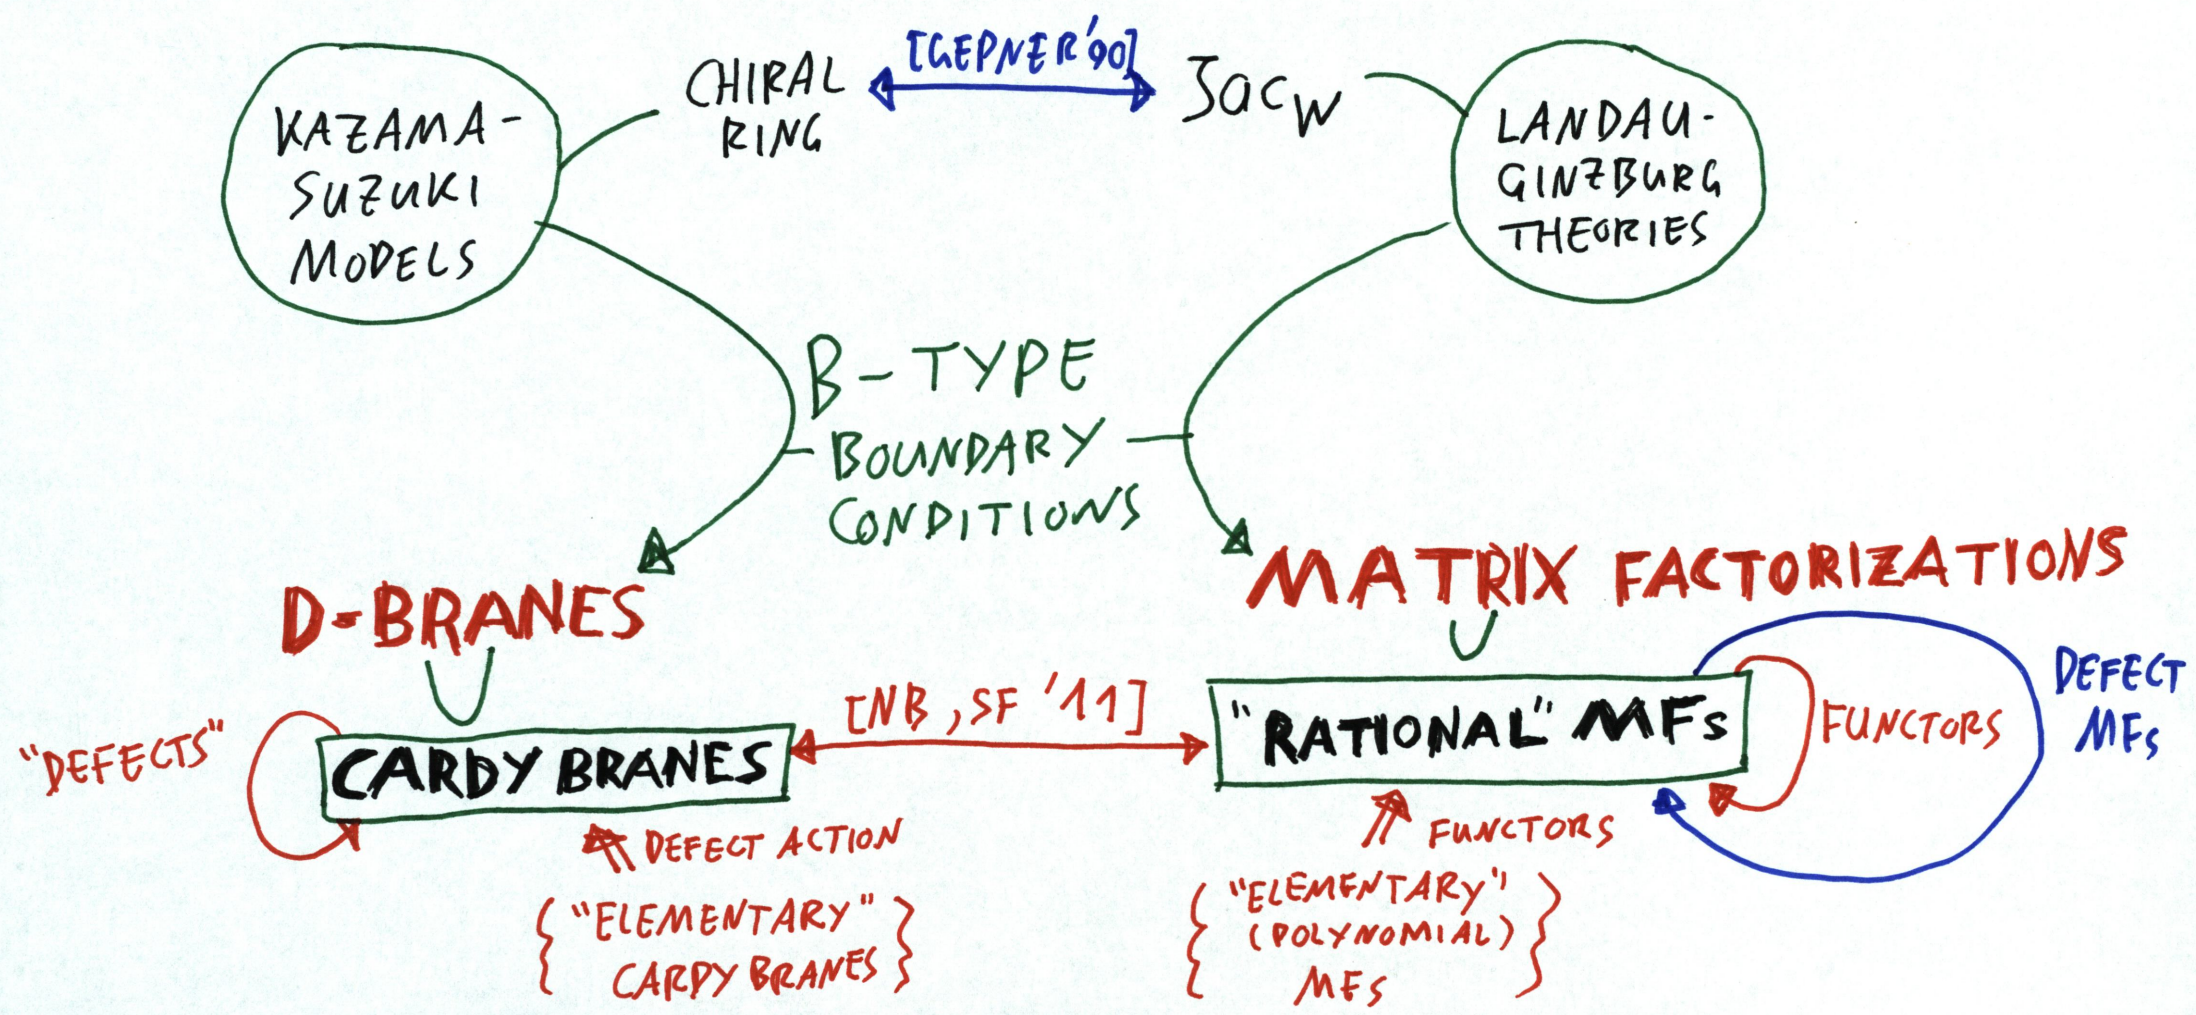 KAZAMA-
SUZUKI
MODELS
CHIRAL
RING
[GEPNER'90]
Jac_W
LANDAU-
GINZBURG
THEORIES
B-TYPE
BOUNDARY
CONDITIONS
D-BRANES
MATRIX FACTORIZATIONS
"DEFECTS"
CARDY BRANES
[NB, SF '11]
"RATIONAL" MFs
FUNCTORS
DEFECT
MFs
DEFECT ACTION
{ "ELEMENTARY"
CARDY BRANES }
FUNCTORS
{ "ELEMENTARY"
(POLYNOMIAL)
MFs }